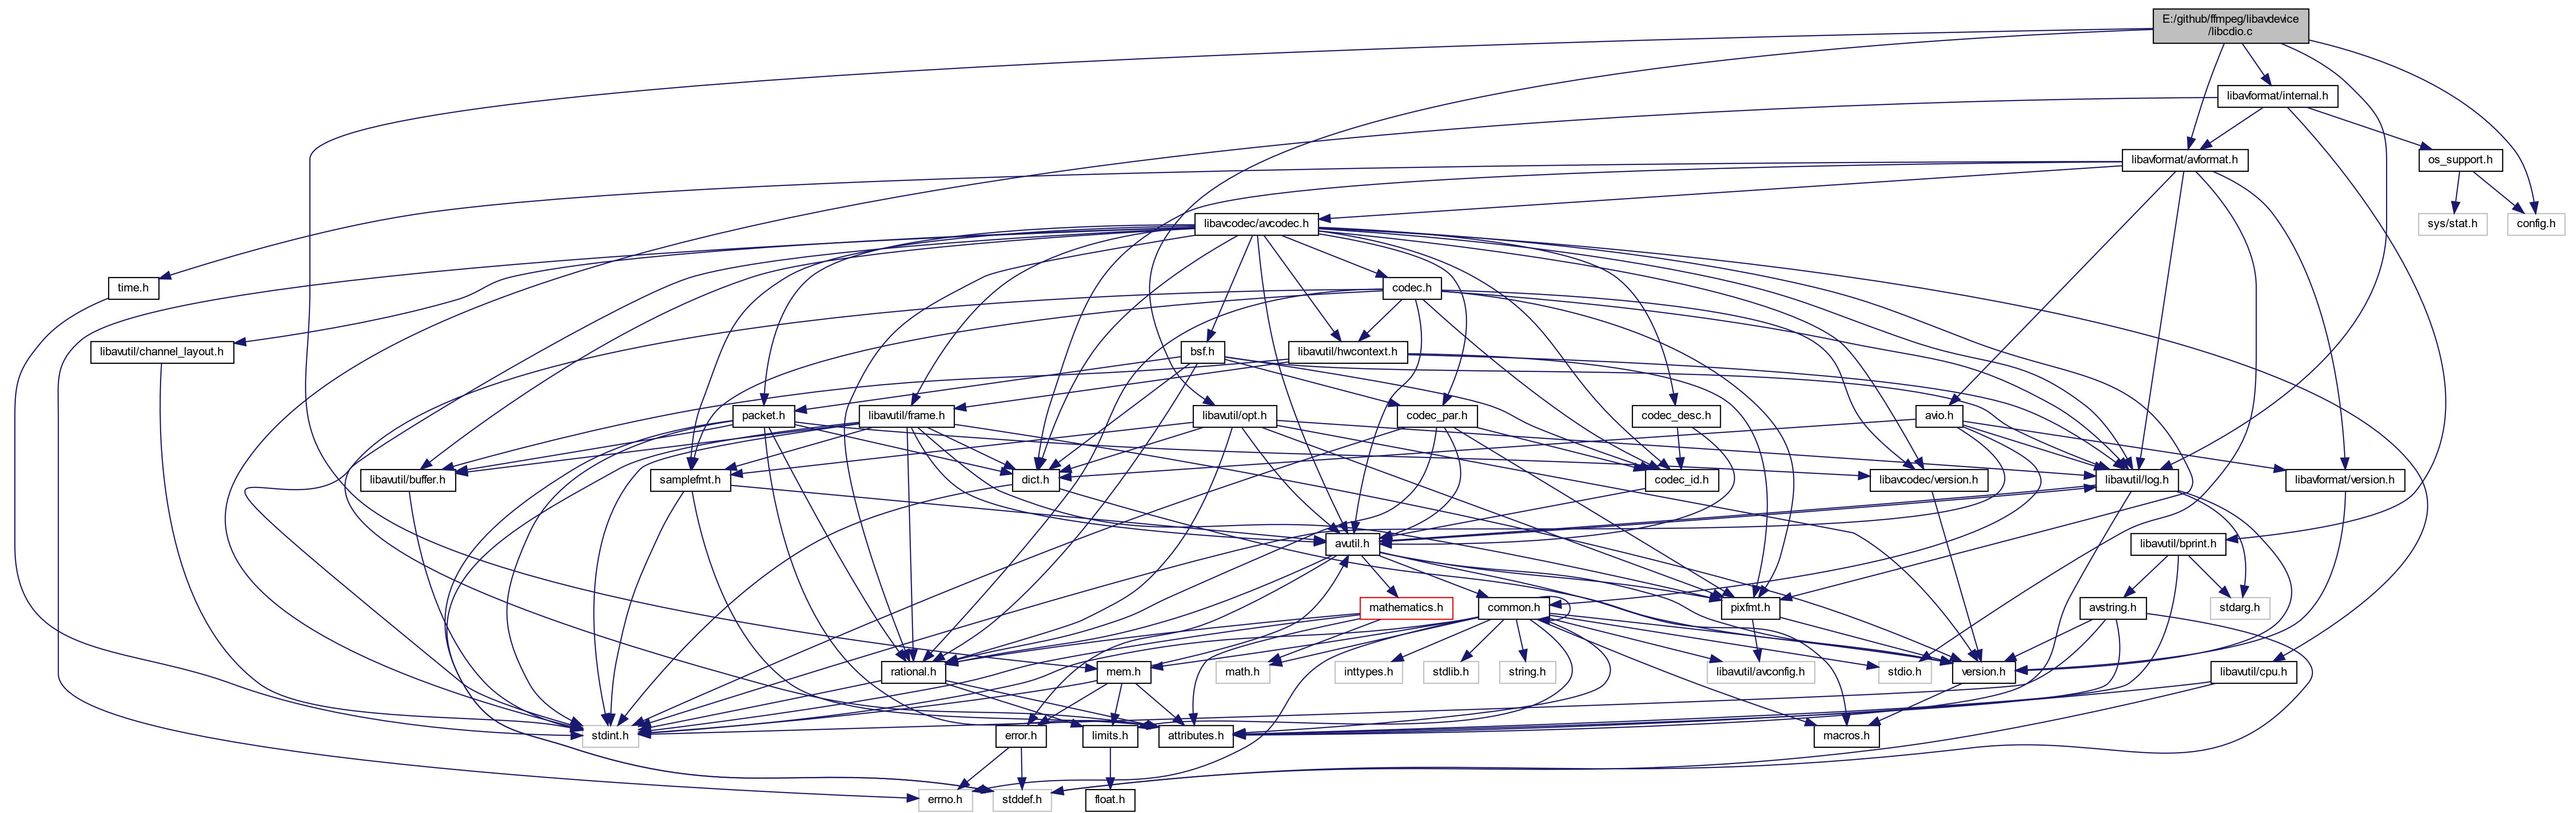 E:/github/ffmpeg/libavdevice
/libcdio.c
libavformat/internal.h
libavformat/avformat.h
os_support.h
libavcodec/avcodec.h
sys/stat.h
config.h
time.h
codec.h
libavutil/channel_layout.h
bsf.h
libavutil/hwcontext.h
packet.h
libavutil/frame.h
libavutil/opt.h
codec_par.h
codec_desc.h
avio.h
libavutil/buffer.h
samplefmt.h
dict.h
codec_id.h
libavcodec/version.h
libavutil/log.h
libavformat/version.h
avutil.h
libavutil/bprint.h
mathematics.h
common.h
pixfmt.h
avstring.h
stdarg.h
rational.h
mem.h
math.h
inttypes.h
stdlib.h
string.h
libavutil/avconfig.h
stdio.h
version.h
libavutil/cpu.h
stdint.h
error.h
limits.h
attributes.h
macros.h
errno.h
stddef.h
float.h